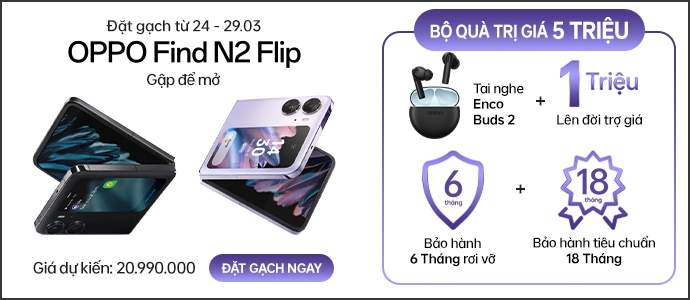 Đặt gạch từ 24 - 29.03
OPPO Find N2 Flip
Gập để mở
Giá dự kiến: 20.990.000
ĐẶT GẠCH NGAY
BỘ QUÀ TRỊ GIÁ 5 TRIỆU
Tai nghe
Enco
Buds 2
+
1 Triệu
Lên đời trợ giá
6
tháng
Bảo hành
6 Tháng rơi vỡ
+
18
tháng
Bảo hành tiêu chuẩn
18 Tháng